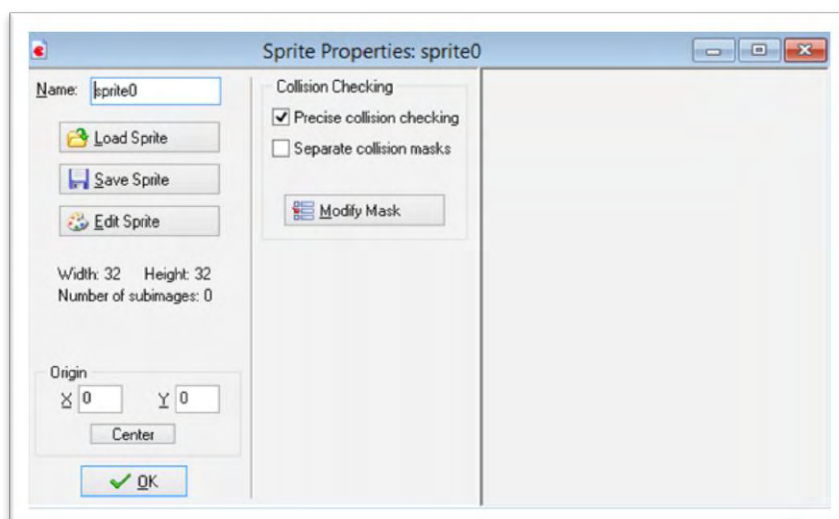 Sprite Properties: sprite0
Name: sprite0
Load Sprite
Save Sprite
Edit Sprite
Width: 32 Height: 32
Number of subimages: 0
Origin
X 0 Y 0
Center
OK
Collision Checking
Precise collision checking
Separate collision masks
Modify Mask